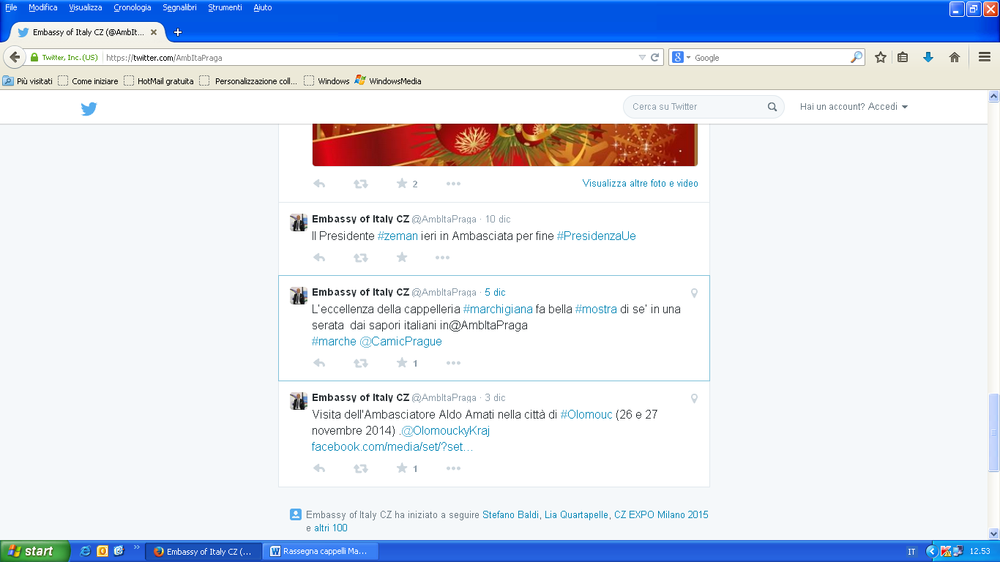 File Modifica Visualizza Cronologia Segnalibri Strumenti Aiuto
Embassy of Italy CZ (@AmbIt...
Twitter, Inc. (US) https://twitter.com/AmbItaPraga Google
Più visitati Come iniziare HotMail gratuita Personalizzazione coll... Windows WindowsMedia
Cerca su Twitter Hai un account? Accedi
2 Visualizza altre foto e video
Embassy of Italy CZ @AmbItaPraga · 10 dic
Il Presidente #zeman ieri in Ambasciata per fine #PresidenzaUe
Embassy of Italy CZ @AmbItaPraga · 5 dic
L'eccellenza della cappelleria #marchigiana fa bella #mostra di se' in una
serata dai sapori italiani in@AmbItaPraga
#marche @CamicPrague
1
Embassy of Italy CZ @AmbItaPraga · 3 dic
Visita dell'Ambasciatore Aldo Amati nella città di #Olomouc (26 e 27
novembre 2014) .@OlomouckyKraj
facebook.com/media/set/?set...
1
Embassy of Italy CZ ha iniziato a seguire Stefano Baldi, Lia Quartapelle, CZ EXPO Milano 2015
e altri 100
start Embassy of Italy CZ (... Rassegna cappelli Ma... IT 12.53